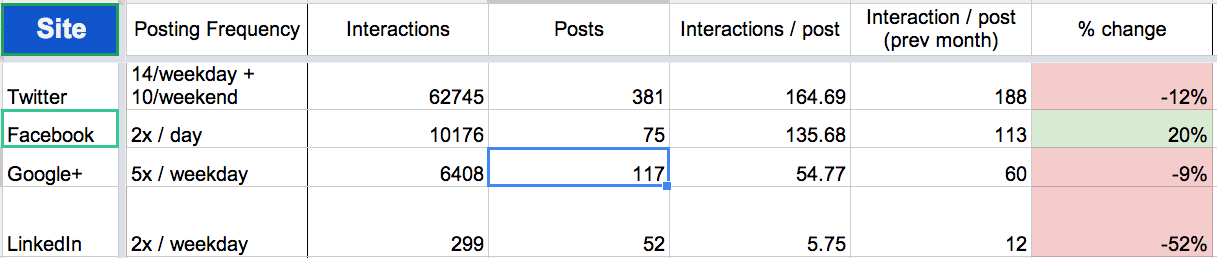 Site Posting Frequency Interactions Posts Interactions / post Interaction / post (prev month) % change
Twitter 14/weekday + 10/weekend 62745 381 164.69 188 -12%
Facebook 2x / day 10176 75 135.68 113 20%
Google+ 5x / weekday 6408 117 54.77 60 -9%
LinkedIn 2x / weekday 299 52 5.75 12 -52%